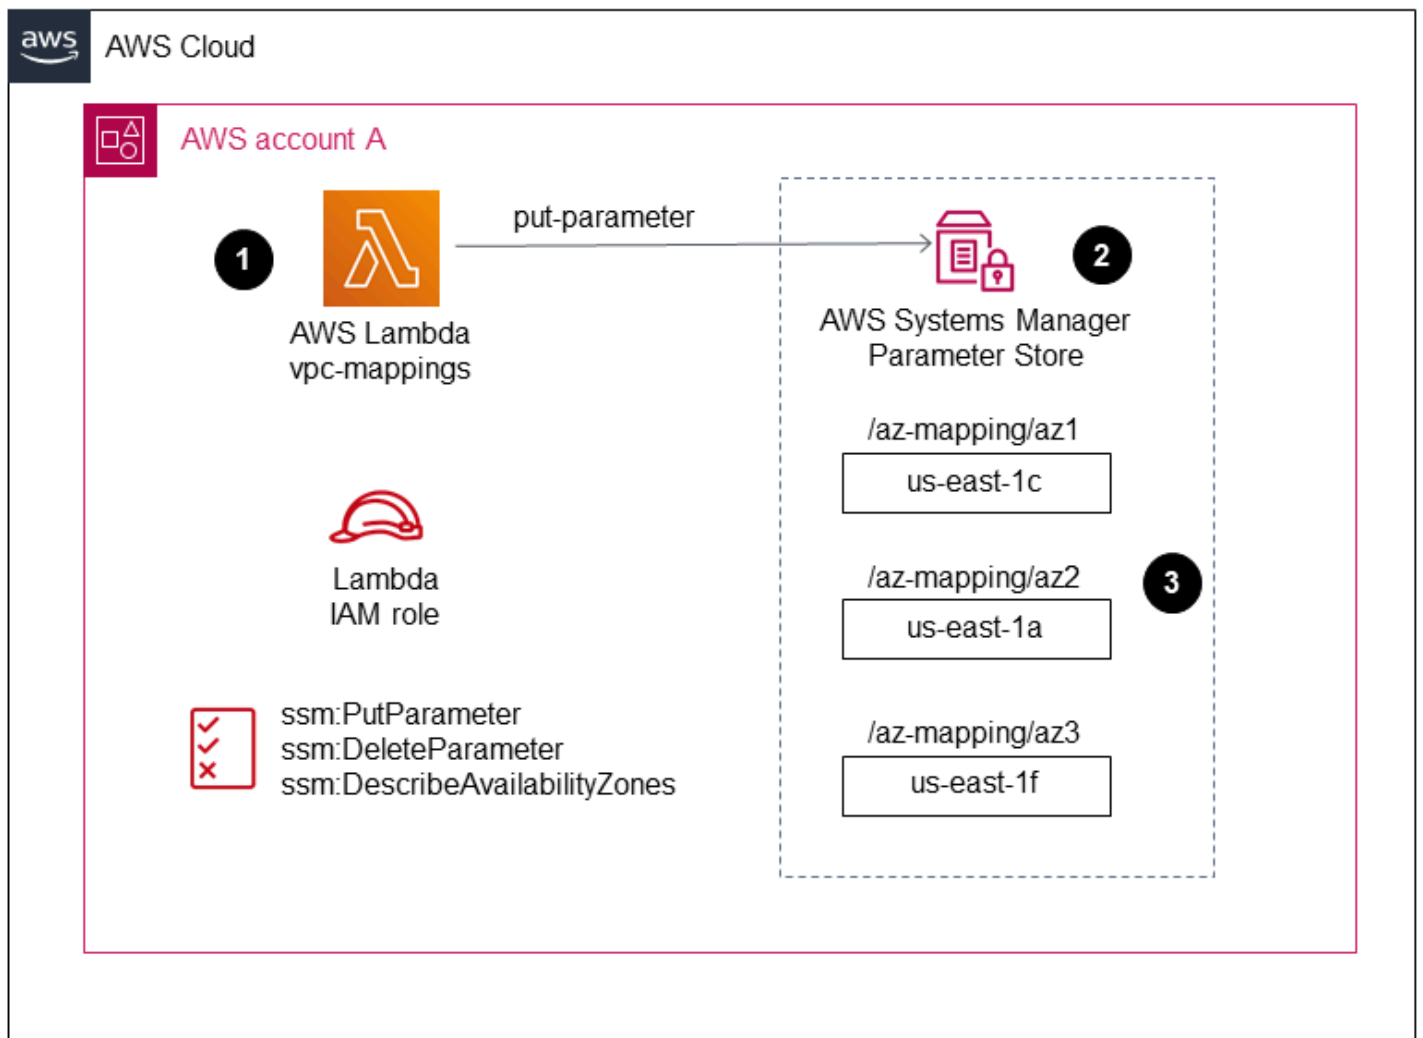 aws
AWS Cloud
AWS account A
1
put-parameter
2
AWS Lambda
vpc-mappings
AWS Systems Manager
Parameter Store
/az-mapping/az1
us-east-1c
Lambda
IAM role
/az-mapping/az2
us-east-1a
3
ssm:PutParameter
ssm:DeleteParameter
ssm:DescribeAvailabilityZones
/az-mapping/az3
us-east-1f